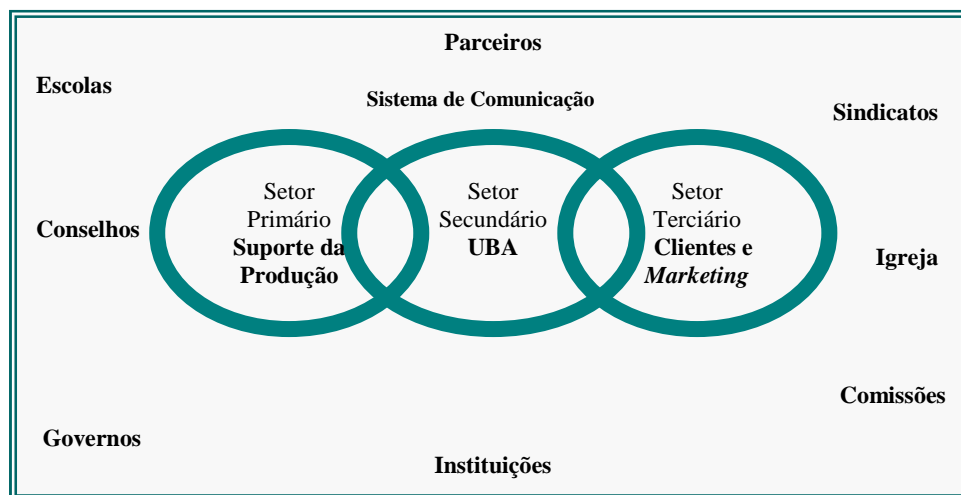 Parceiros
Escolas
Sistema de Comunicação
Sindicatos
Setor
Primário
Suporte da
Produção
Setor
Secundário
UBA
Setor
Terciário
Clientes e
Marketing
Conselhos
Igreja
Comissões
Governos
Instituições